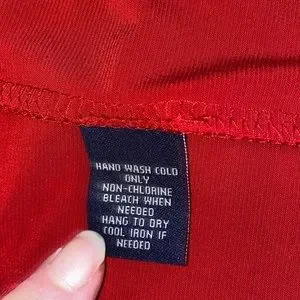 HAND WASH COLD
ONLY
NON-CHLORINE
BLEACH WHEN
NEEDED
HANG TO DRY
COOL IRON IF
NEEDED